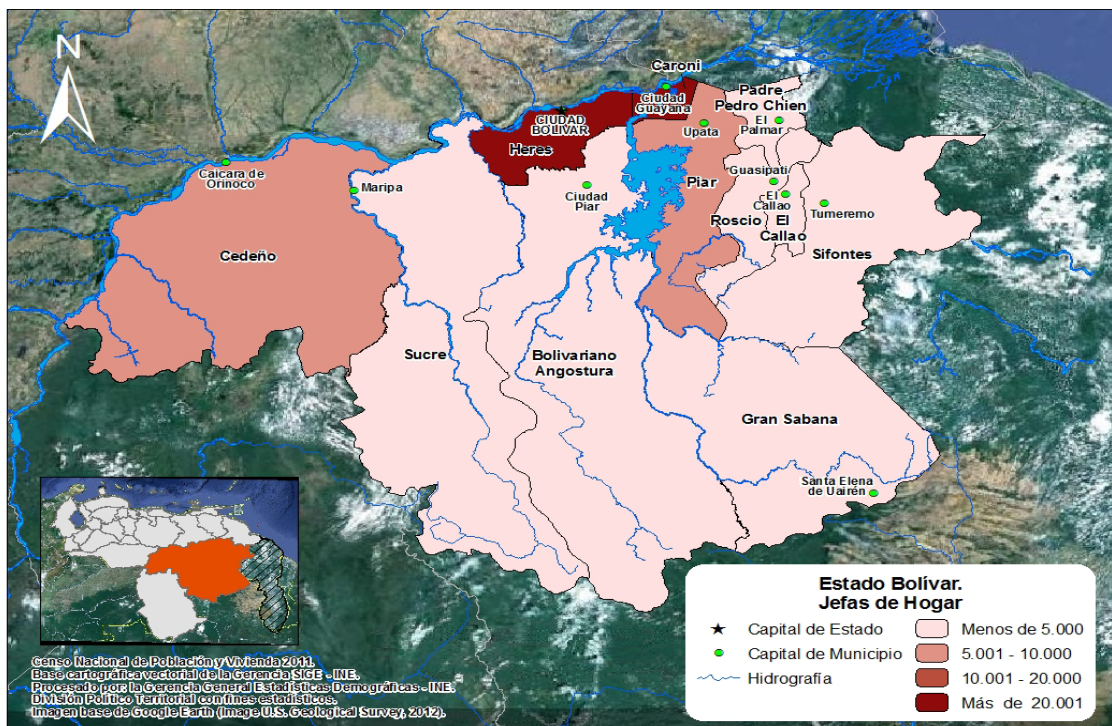 N
Caroni
Padre
Pedro Chien
Ciudad
Guayana
CIUDAD
BOLIVAR
El
Palmar
Upata
Heres
Caicara de
Orinoco
Maripa
Ciudad
Piar
Piar
Guasipati
El
Callao
Tumeremo
Roscio
El
Callao
Sifontes
Cedeño
Sucre
Bolivariano
Angostura
Gran Sabana
Santa Elena
de Uairén
Estado Bolívar.
Jefas de Hogar
Capital de Estado
Capital de Municipio
Hidrografía
Menos de 5.000
5.001 - 10.000
10.001 - 20.000
Más de 20.001
Censo Nacional de Población y Vivienda 2011.
Base cartográfica vectorial de la Gerencia SIGE - INE.
Procesado por: la Gerencia General Estadísticas Demográficas - INE.
División Político Territorial con fines estadísticos.
Imagen base de Google Earth (Image U.S. Geological Survey, 2012).